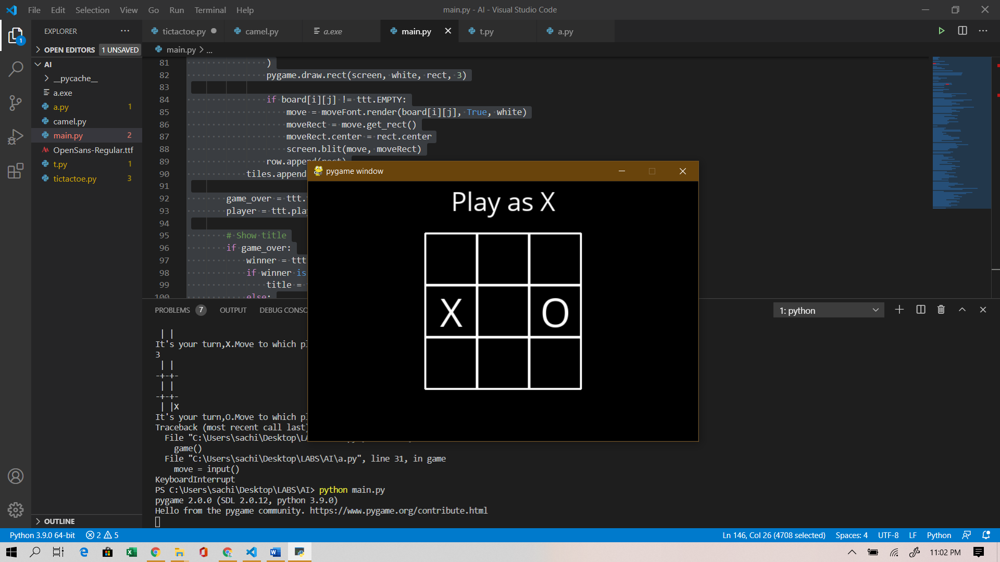 File Edit Selection View Go Run Terminal Help
main.py - AI - Visual Studio Code
EXPLORER
tictactoe.py
camel.py
a.exe
main.py
t.py
a.py
OPEN EDITORS 1 UNSAVED
main.py > ...
AI
__pycache__
a.exe
a.py 1
camel.py
main.py 2
OpenSans-Regular.ttf
t.py 1
tictactoe.py 3
81 )
82 pygame.draw.rect(screen, white, rect, 3)
83
84 if board[i][j] != ttt.EMPTY:
85 move = moveFont.render(board[i][j], True, white)
86 moveRect = move.get_rect()
87 moveRect.center = rect.center
88 screen.blit(move, moveRect)
89 row.append(rect)
90 tiles.append
91
92 game_over = ttt.
93 player = ttt.pla
94
95 # Show title
96 if game_over:
97 winner = ttt
98 if winner is
99 title =
100 else:
pygame window
Play as X
X O
PROBLEMS 7 OUTPUT DEBUG CONSO
1: python
| |
It's your turn,X.Move to which pl
3
| |
-+-+-
| |
-+-+-
| |X
It's your turn,O.Move to which pl
Traceback (most recent call last)
File "C:\Users\sachi\Desktop\LA
game()
File "C:\Users\sachi\Desktop\LABS\AI\a.py", line 31, in game
move = input()
KeyboardInterrupt
PS C:\Users\sachi\Desktop\LABS\AI> python main.py
pygame 2.0.0 (SDL 2.0.12, python 3.9.0)
Hello from the pygame community. https://www.pygame.org/contribute.html
OUTLINE
Python 3.9.0 64-bit 2 5
Ln 146, Col 26 (4708 selected) Spaces: 4 UTF-8 LF Python
11:02 PM